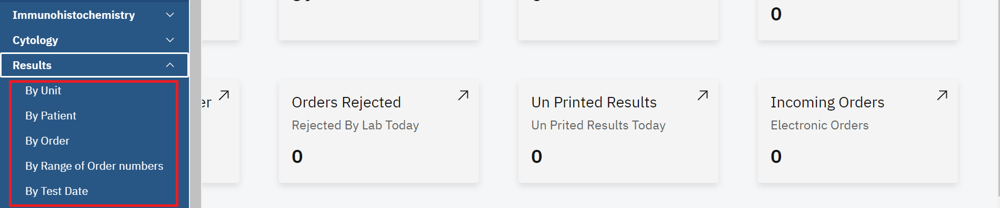 Immunohistochemistry
Cytology
Results
By Unit
By Patient
By Order
By Range of Order numbers
By Test Date
0
er
Orders Rejected
Rejected By Lab Today
0
Un Printed Results
Un Prited Results Today
0
Incoming Orders
Electronic Orders
0